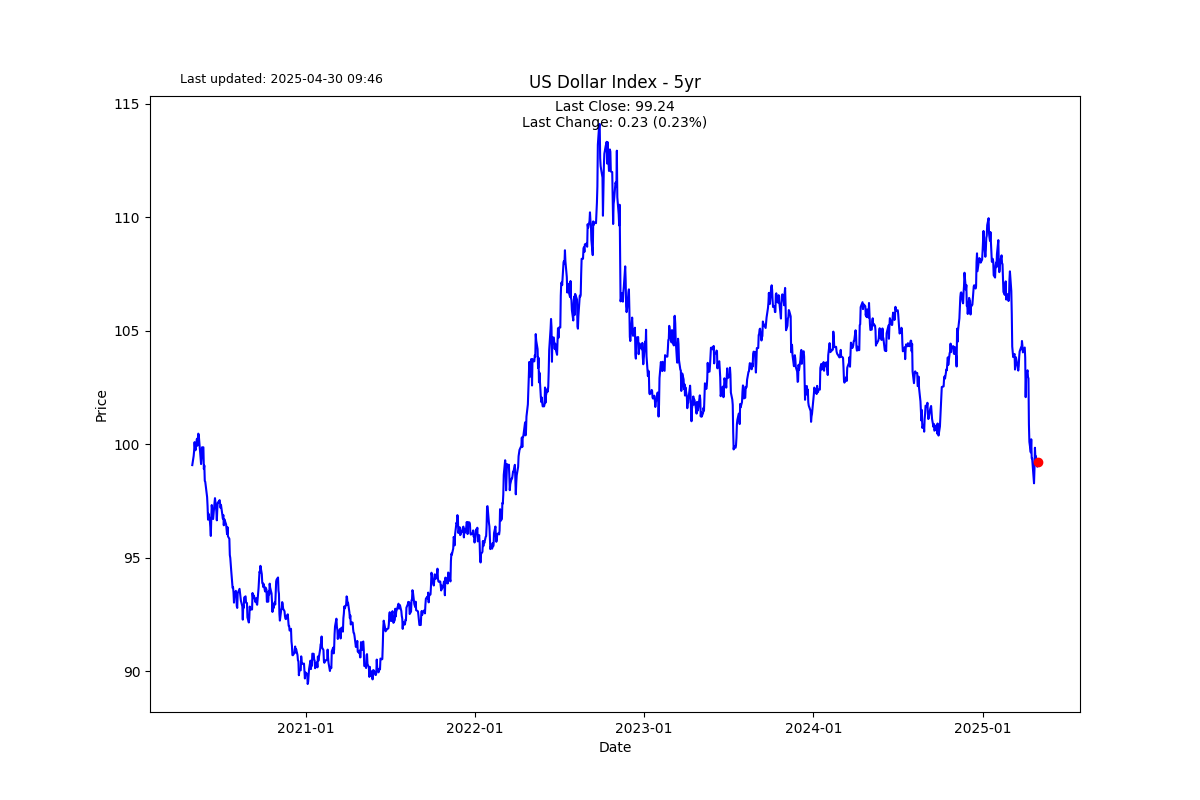 Last updated: 2025-04-30 09:46
US Dollar Index - 5yr
Last Close: 99.24
Last Change: 0.23 (0.23%)
Price
115
110
105
100
95
90
2021-01
2022-01
2023-01
2024-01
2025-01
Date